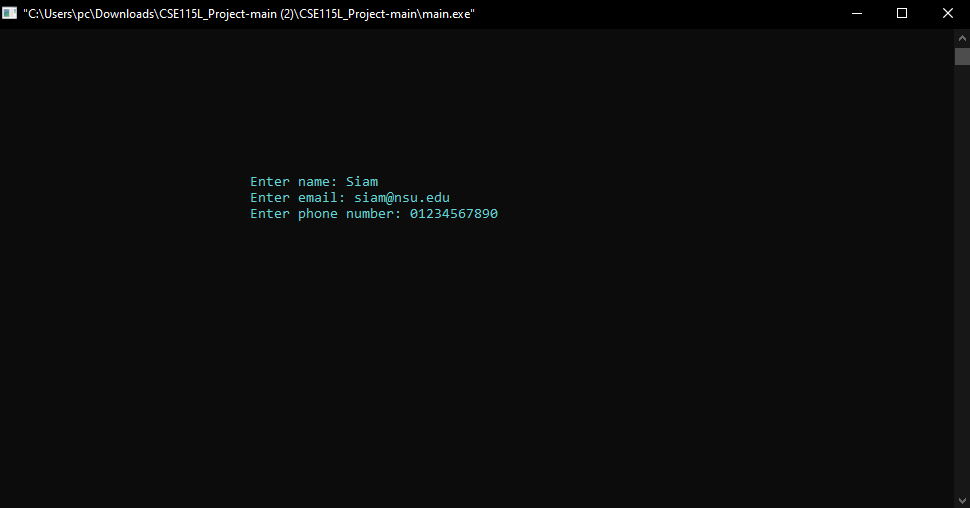 "C:\Users\pc\Downloads\CSE115L_Project-main (2)\CSE115L_Project-main\main.exe"
Enter name: Siam
Enter email: siam@nsu.edu
Enter phone number: 01234567890